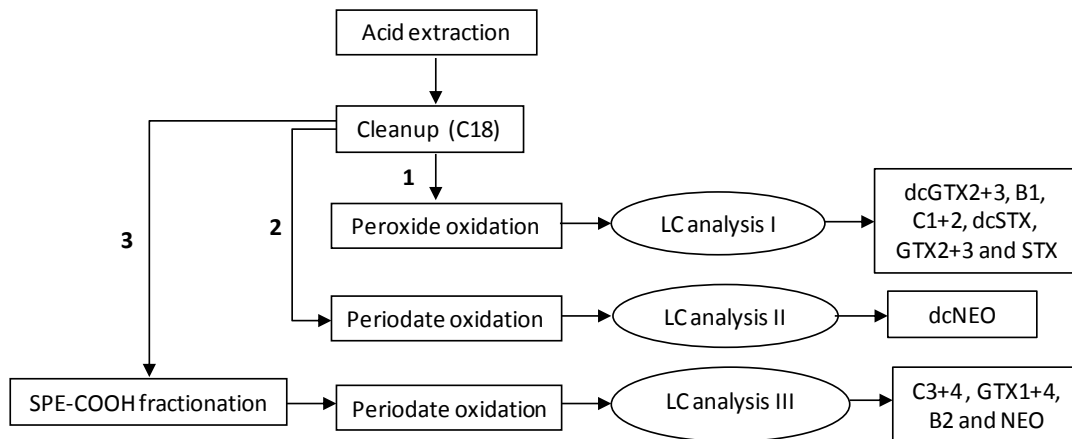 Acid extraction
Cleanup (C18)
1
2
3
Peroxide oxidation
LC analysis I
dcGTX2+3, B1,
C1+2, dcSTX,
GTX2+3 and STX
Periodate oxidation
LC analysis II
dcNEO
SPE-COOH fractionation
Periodate oxidation
LC analysis III
C3+4 , GTX1+4,
B2 and NEO